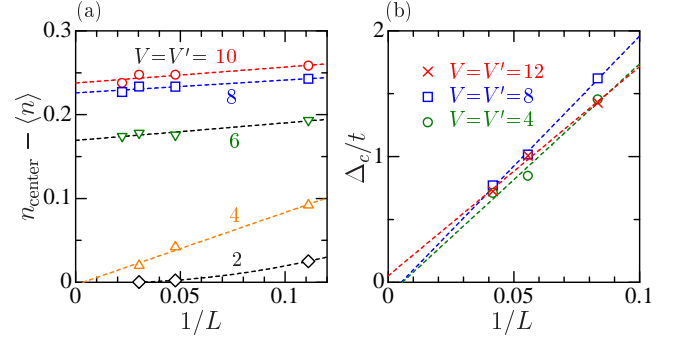 (a)
n_center − ⟨n⟩
0.3
0.2
0.1
0
V=V′= 10
8
6
4
2
0 0.05 0.1
1/L
(b)
Δ_c/t
2
1
0
V=V′=12
V=V′=8
V=V′=4
0 0.05 0.1
1/L